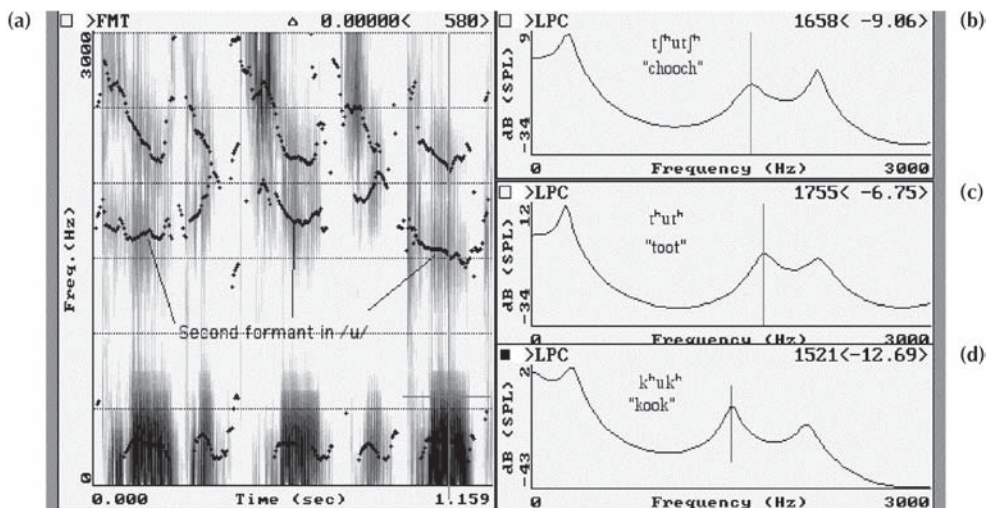 (a)
□ >FMT Δ 0.00000< 580>
3000
Freq.(Hz)
0
Second formant in /u/
0.000 Time (sec) 1.159
□ >LPC 1658< -9.06> (b)
9
dB (SPL)
-34
tʃʰutʃʰ
"chooch"
0 Frequency (Hz) 3000
□ >LPC 1755< -6.75> (c)
12
dB (SPL)
-34
tʰutʰ
"toot"
0 Frequency (Hz) 3000
■ >LPC 1521<-12.69> (d)
2
dB (SPL)
-43
kʰukʰ
"kook"
0 Frequency (Hz) 3000